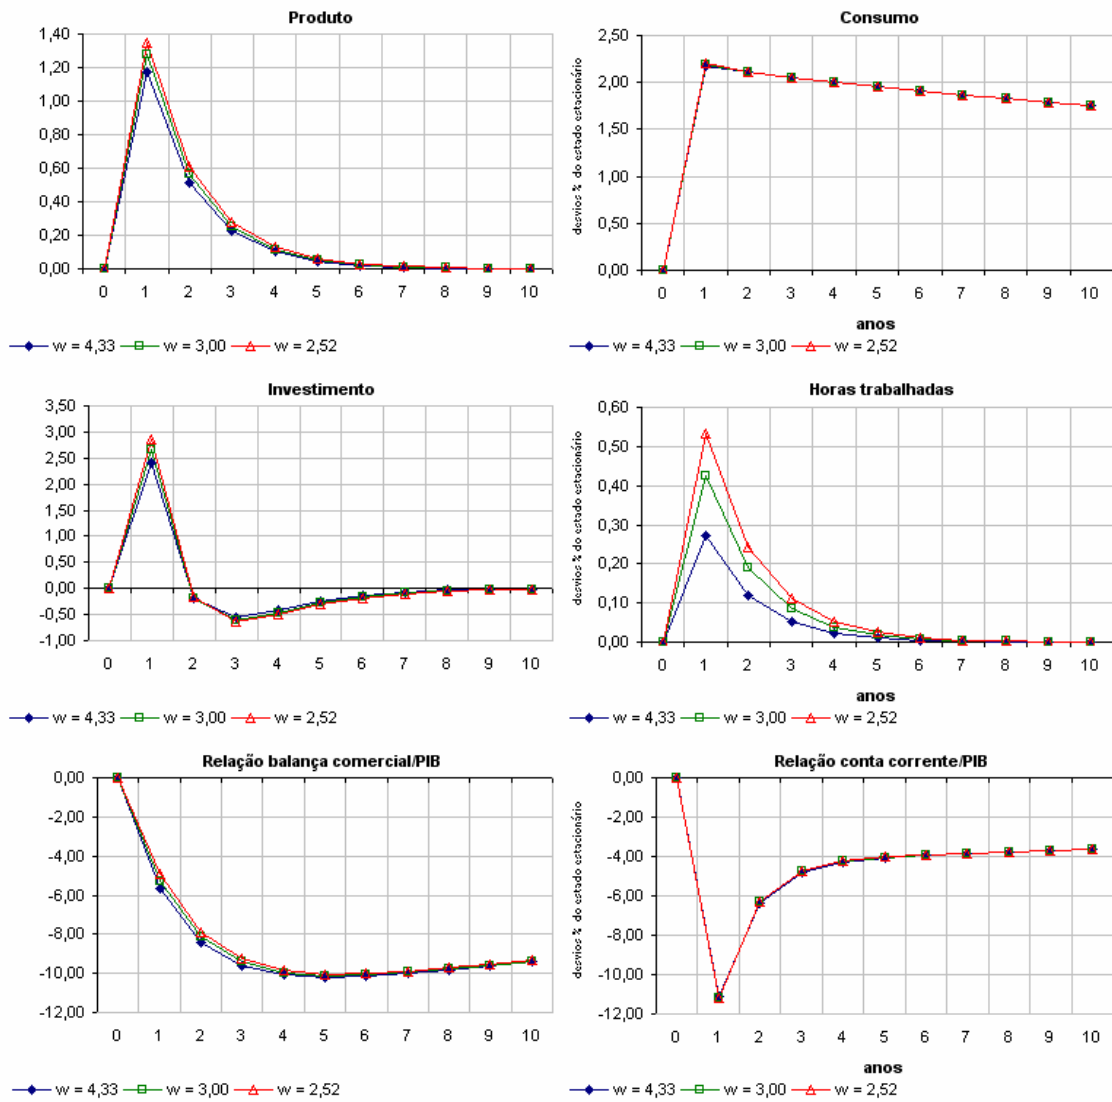 Produto
1,40
1,20
1,00
0,80
0,60
0,40
0,20
0,00
0 1 2 3 4 5 6 7 8 9 10
w = 4,33 w = 3,00 w = 2,52
Consumo
desvios % do estado estacionário
2,50
2,00
1,50
1,00
0,50
0,00
0 1 2 3 4 5 6 7 8 9 10
anos
w = 4,33 w = 3,00 w = 2,52
Investimento
3,50
3,00
2,50
2,00
1,50
1,00
0,50
0,00
-0,50
-1,00
0 1 2 3 4 5 6 7 8 9 10
w = 4,33 w = 3,00 w = 2,52
Horas trabalhadas
desvios % do estado estacionário
0,60
0,50
0,40
0,30
0,20
0,10
0,00
0 1 2 3 4 5 6 7 8 9 10
anos
w = 4,33 w = 3,00 w = 2,52
Relação balança comercial/PIB
0,00
-2,00
-4,00
-6,00
-8,00
-10,00
-12,00
0 1 2 3 4 5 6 7 8 9 10
w = 4,33 w = 3,00 w = 2,52
Relação conta corrente/PIB
desvios % do estado estacionário
0,00
-2,00
-4,00
-6,00
-8,00
-10,00
-12,00
0 1 2 3 4 5 6 7 8 9 10
anos
w = 4,33 w = 3,00 w = 2,52